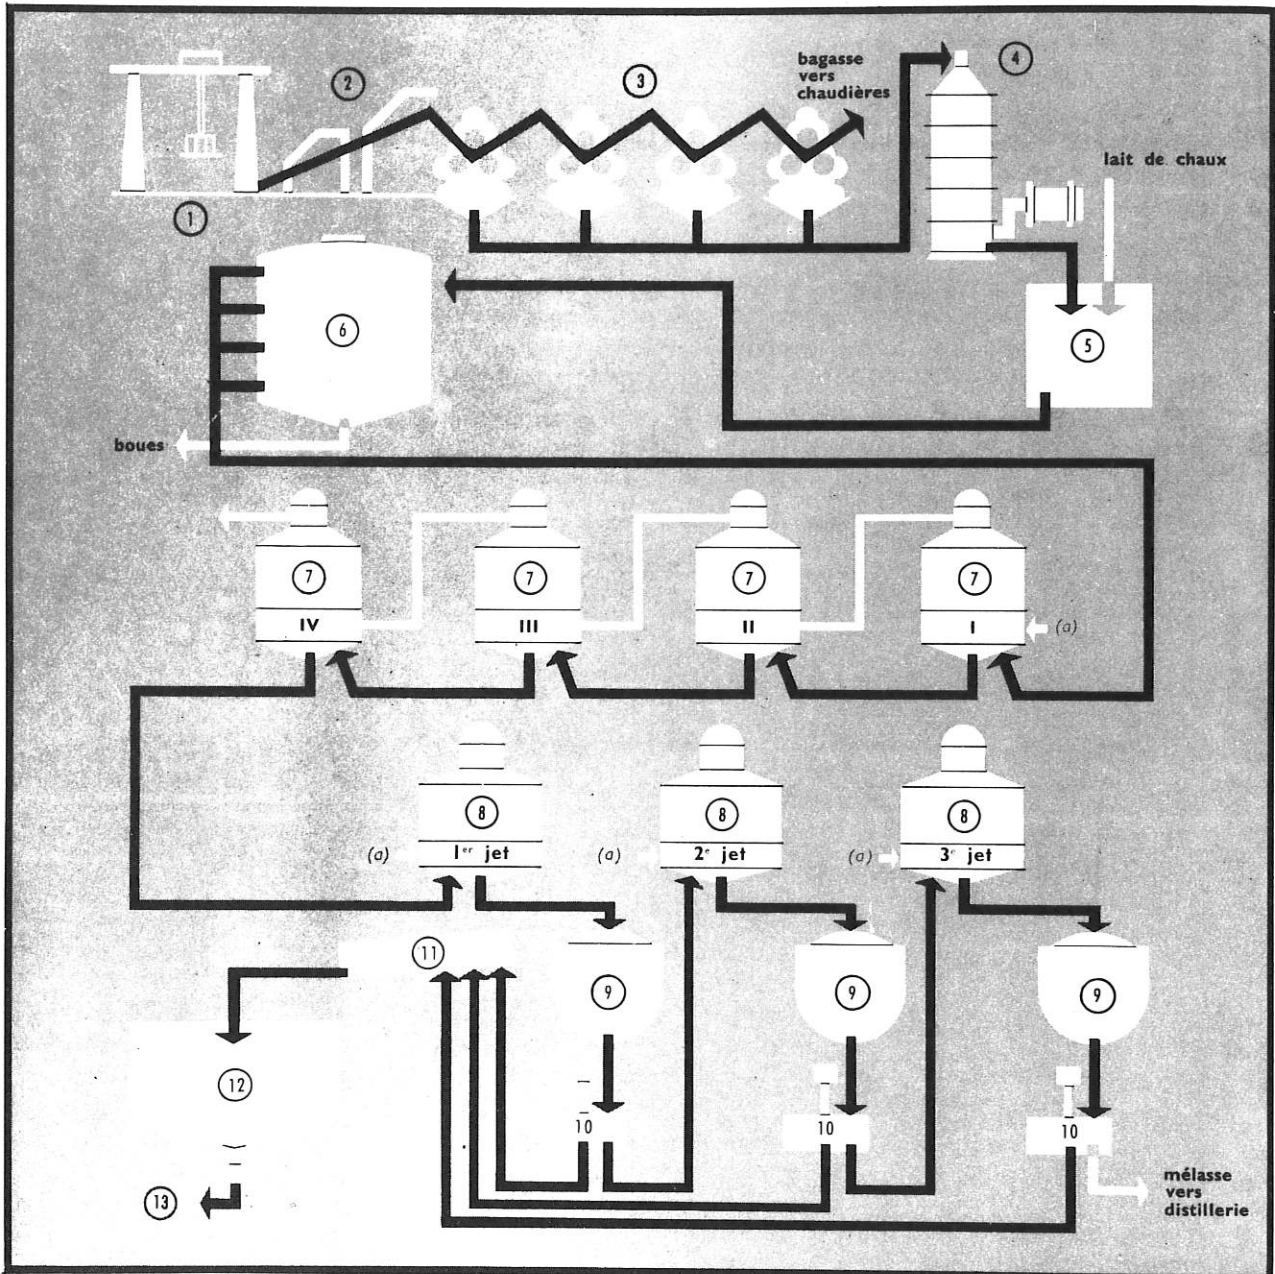 1
2
3
bagasse
vers
chaudières
4
lait de chaux
5
6
boues
7
7
7
7
IV
III
II
I
(a)
8
8
8
(a)
1er jet
(a)
2e jet
(a)
3e jet
11
9
9
9
12
10
10
10
13
mélasse
vers
distillerie